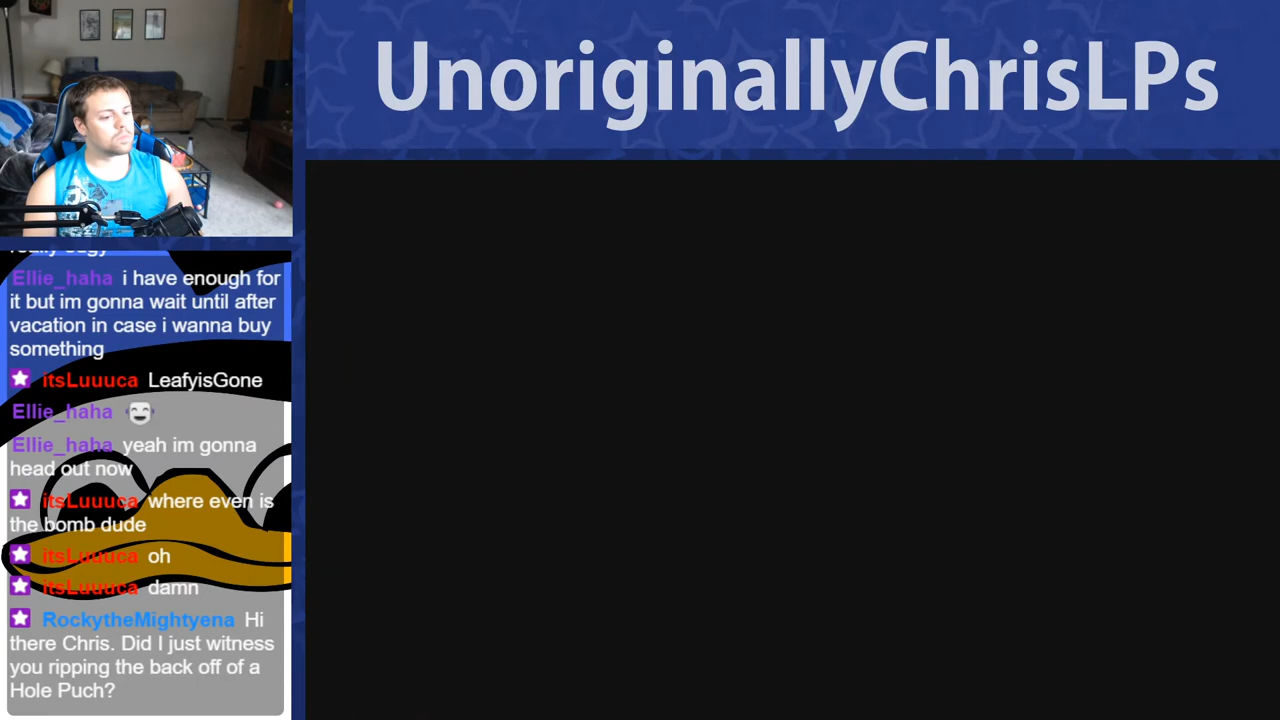 UnoriginallyChrisLPs
Ellie_haha i have enough for
it but im gonna wait until after
vacation in case i wanna buy
something
itsLuuuca LeafyisGone
Ellie_haha
Ellie_haha yeah im gonna
head out now
itsLuuuca where even is
the bomb dude
itsLuuuca oh
itsLuuuca damn
RockytheMightyena Hi
there Chris. Did I just witness
you ripping the back off of a
Hole Puch?